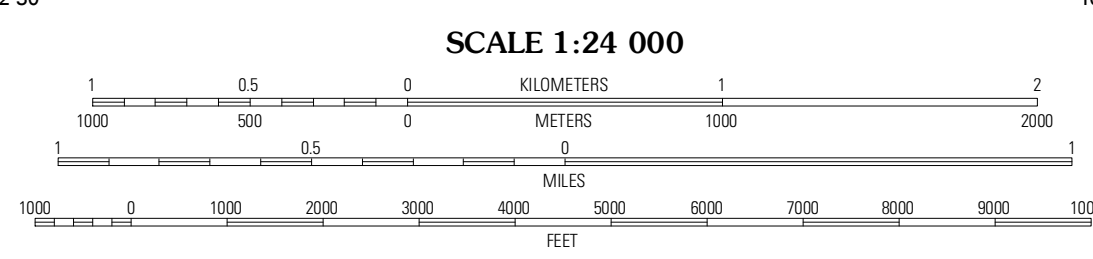 SCALE 1:24 000
1 0.5 0 KILOMETERS 1 2
1000 500 0 METERS 1000 2000
1 0.5 0 1
MILES
1000 0 1000 2000 3000 4000 5000 6000 7000 8000 9000 100
FEET